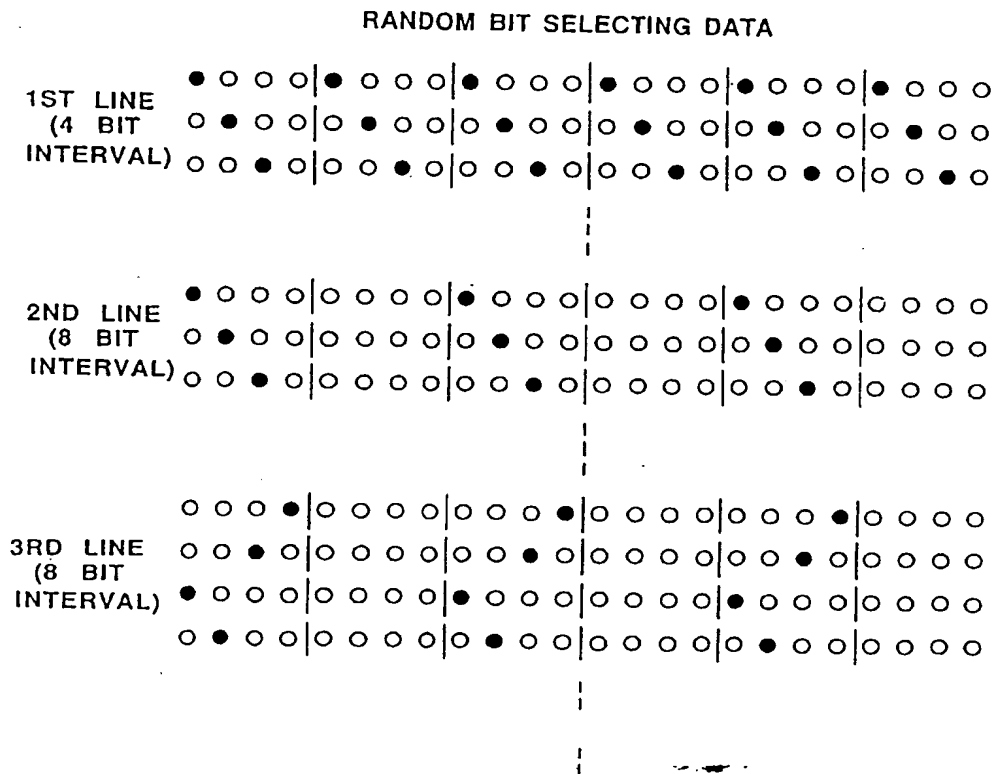 RANDOM BIT SELECTING DATA
1ST LINE
(4 BIT
INTERVAL)
2ND LINE
(8 BIT
INTERVAL)
3RD LINE
(8 BIT
INTERVAL)